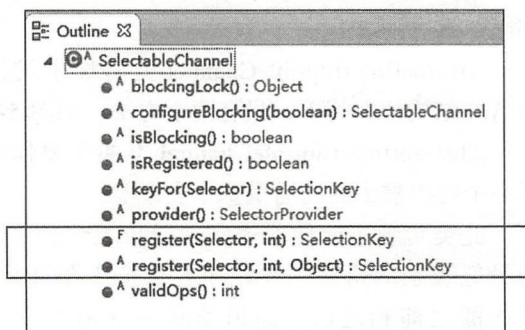 Outline
C A SelectableChannel
A blockingLock() : Object
A configureBlocking(boolean) : SelectableChannel
A isBlocking() : boolean
A isRegistered() : boolean
A keyFor(Selector) : SelectionKey
A provider() : SelectorProvider
F register(Selector, int) : SelectionKey
A register(Selector, int, Object) : SelectionKey
A validOps() : int